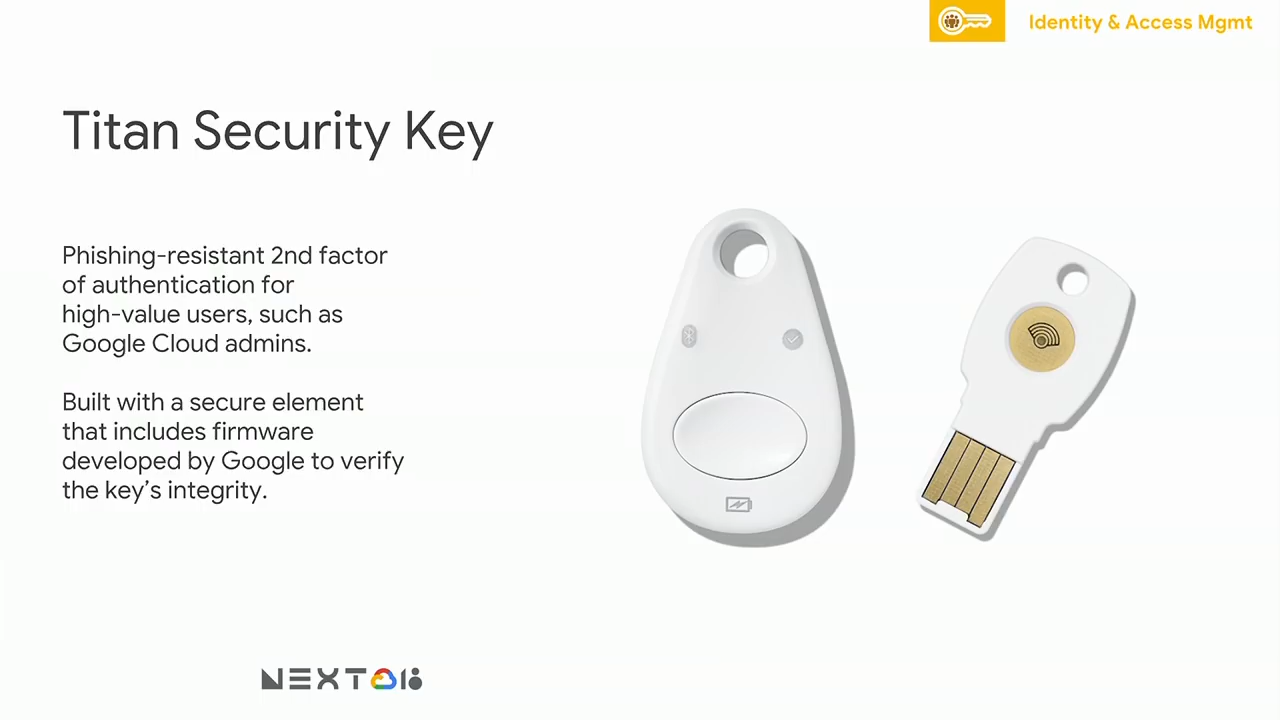 Identity & Access Mgmt
Titan Security Key
Phishing-resistant 2nd factor
of authentication for
high-value users, such as
Google Cloud admins.
Built with a secure element
that includes firmware
developed by Google to verify
the key’s integrity.
NEXT 18